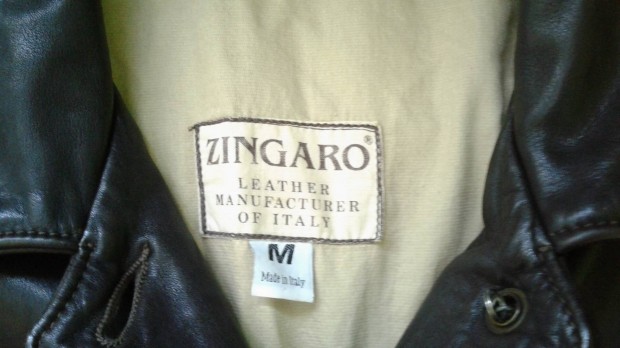 ZINGARO®
LEATHER
MANUFACTURER
OF ITALY
M
Made in Italy